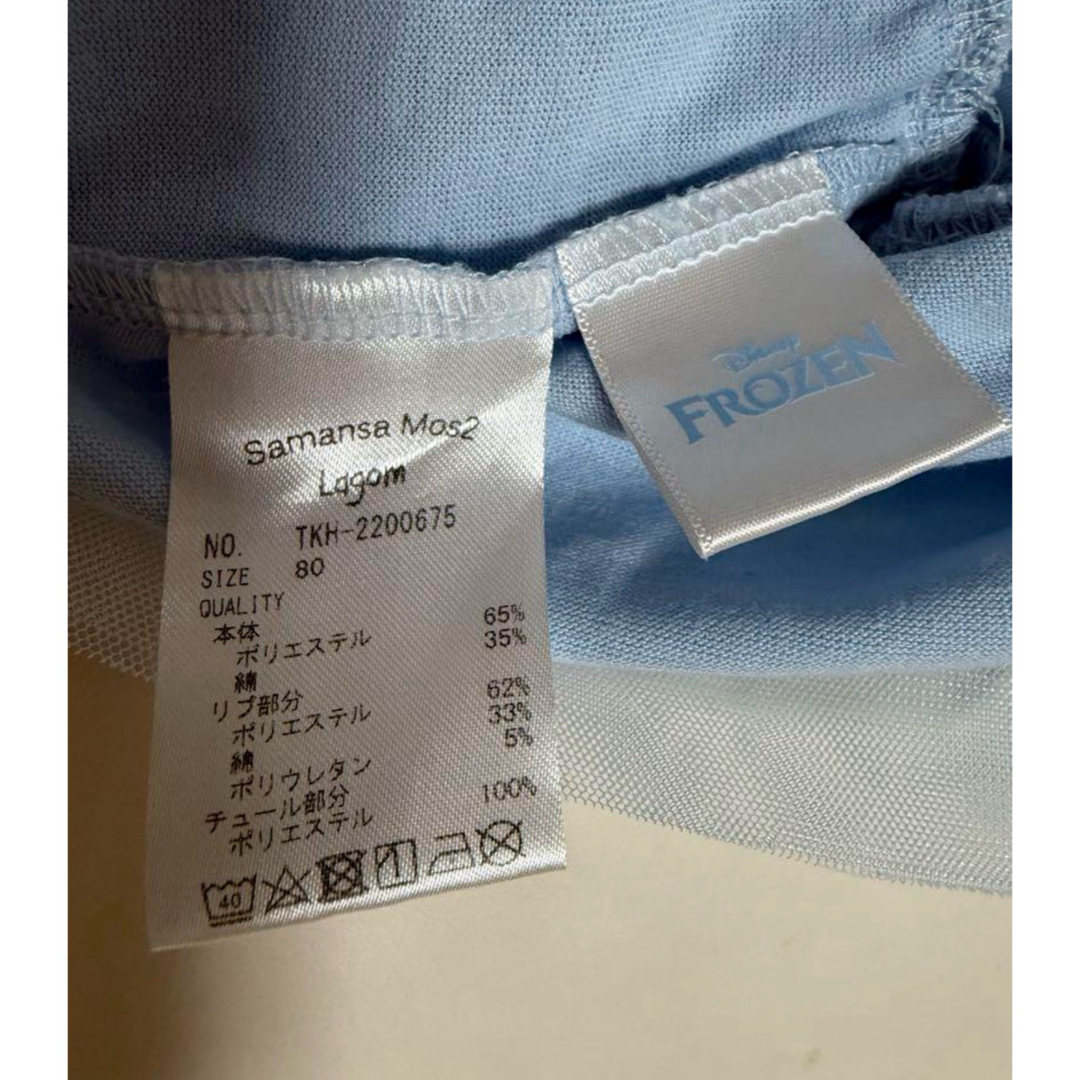 Samansa Mos2
Lagom
NO. TKH-2200675
SIZE 80
QUALITY
本体
ポリエステル 65%
綿 35%
リブ部分
ポリエステル 62%
綿 33%
ポリウレタン 5%
チュール部分
ポリエステル 100%
40
Disney
FROZEN